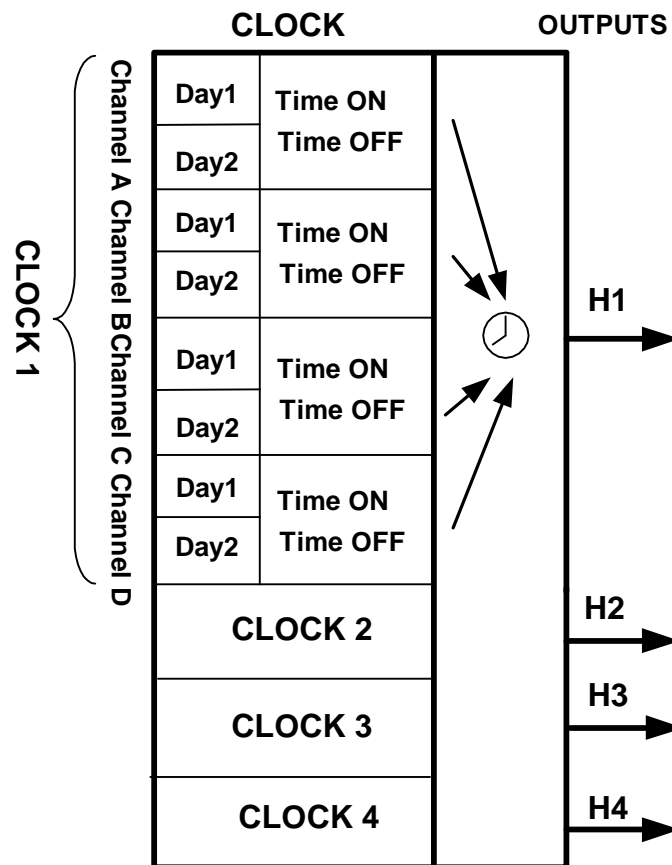 CLOCK
OUTPUTS
CLOCK 1
Channel A Channel BChannel C Channel D
Day1
Time ON
Time OFF
Day2
Day1
Time ON
Time OFF
Day2
Day1
Time ON
Time OFF
Day2
Day1
Time ON
Time OFF
Day2
H1
CLOCK 2
H2
CLOCK 3
H3
CLOCK 4
H4